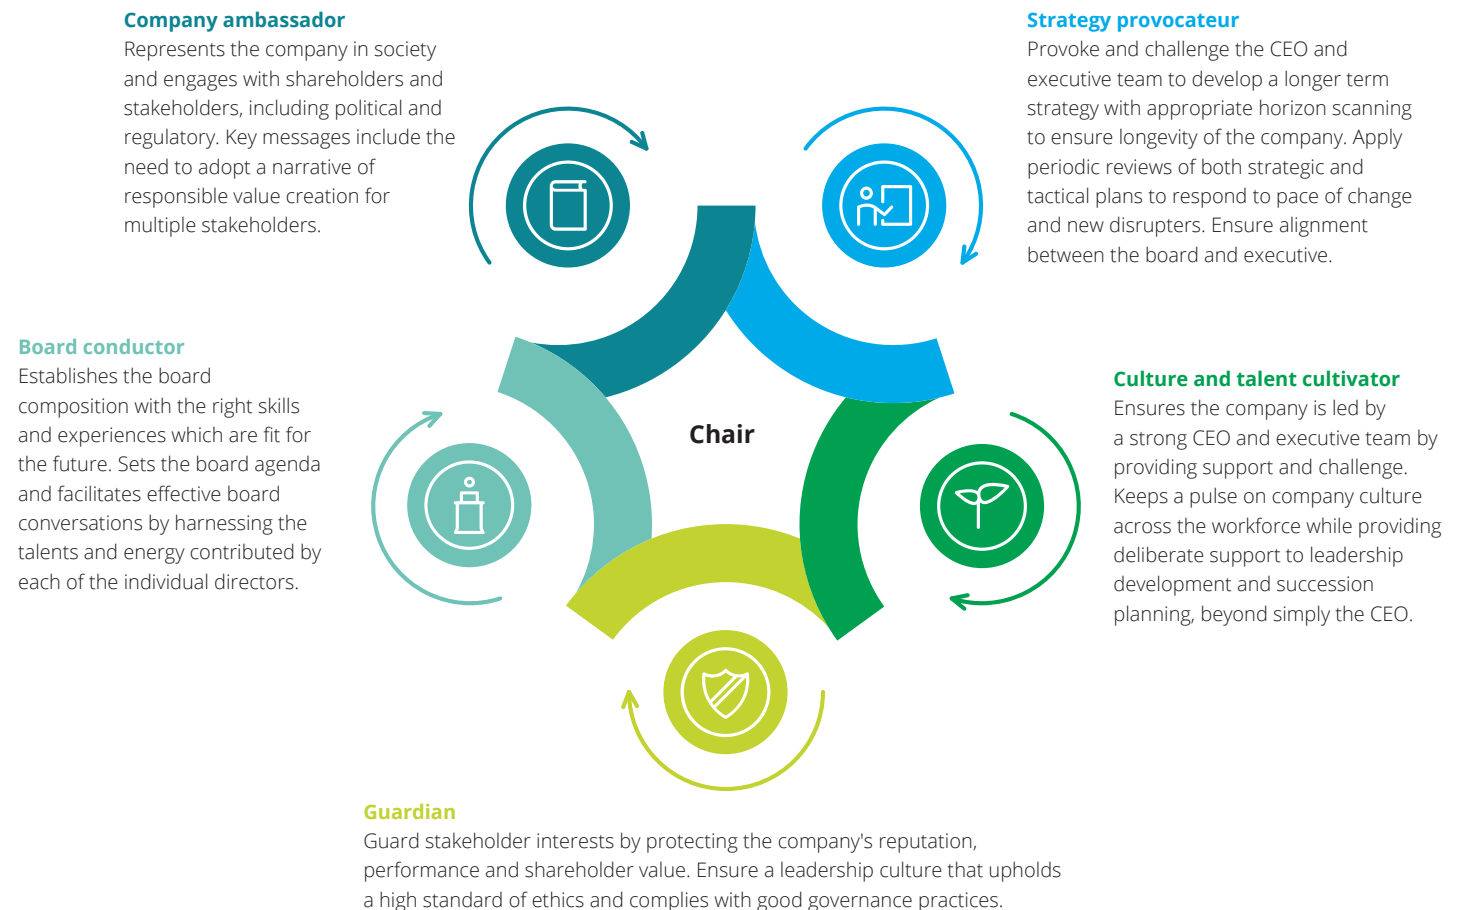 Company ambassador
Represents the company in society
and engages with shareholders and
stakeholders, including political and
regulatory. Key messages include the
need to adopt a narrative of
responsible value creation for
multiple stakeholders.
Strategy provocateur
Provoke and challenge the CEO and
executive team to develop a longer term
strategy with appropriate horizon scanning
to ensure longevity of the company. Apply
periodic reviews of both strategic and
tactical plans to respond to pace of change
and new disrupters. Ensure alignment
between the board and executive.
Board conductor
Establishes the board
composition with the right skills
and experiences which are fit for
the future. Sets the board agenda
and facilitates effective board
conversations by harnessing the
talents and energy contributed by
each of the individual directors.
Chair
Culture and talent cultivator
Ensures the company is led by
a strong CEO and executive team by
providing support and challenge.
Keeps a pulse on company culture
across the workforce while providing
deliberate support to leadership
development and succession
planning, beyond simply the CEO.
Guardian
Guard stakeholder interests by protecting the company's reputation,
performance and shareholder value. Ensure a leadership culture that upholds
a high standard of ethics and complies with good governance practices.